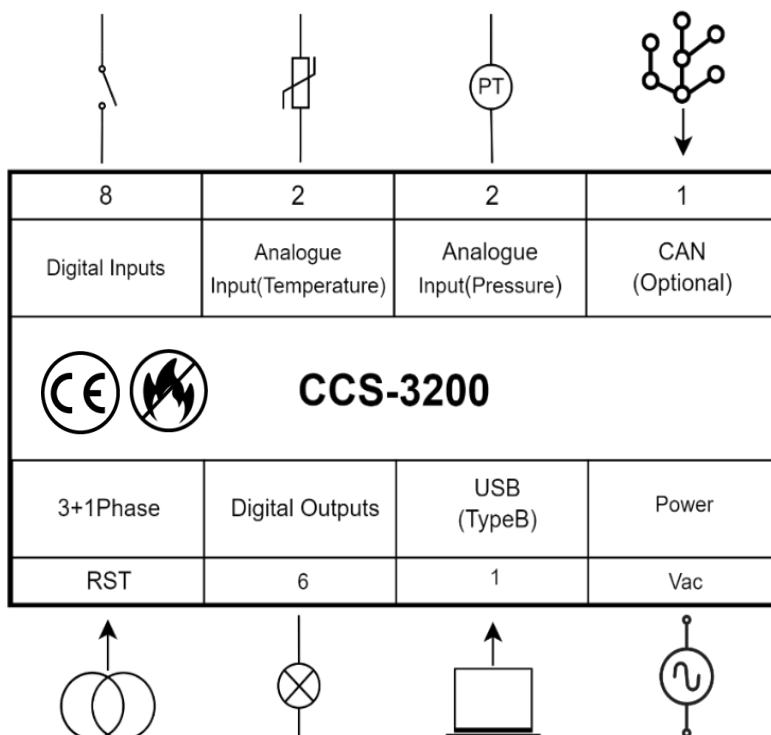 PT
8
2
2
1
Digital Inputs
Analogue
Input(Temperature)
Analogue
Input(Pressure)
CAN
(Optional)
CE
CCS-3200
3+1Phase
Digital Outputs
USB
(TypeB)
Power
RST
6
1
Vac